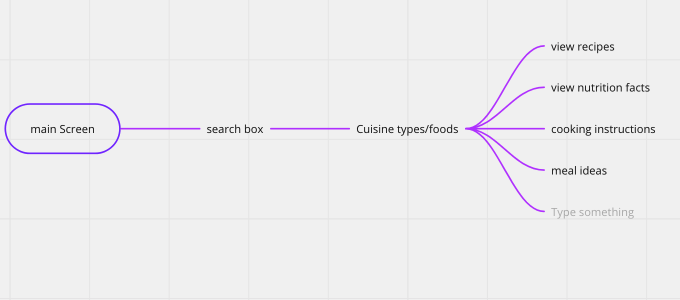 main Screen
search box
Cuisine types/foods
view recipes
view nutrition facts
cooking instructions
meal ideas
Type something